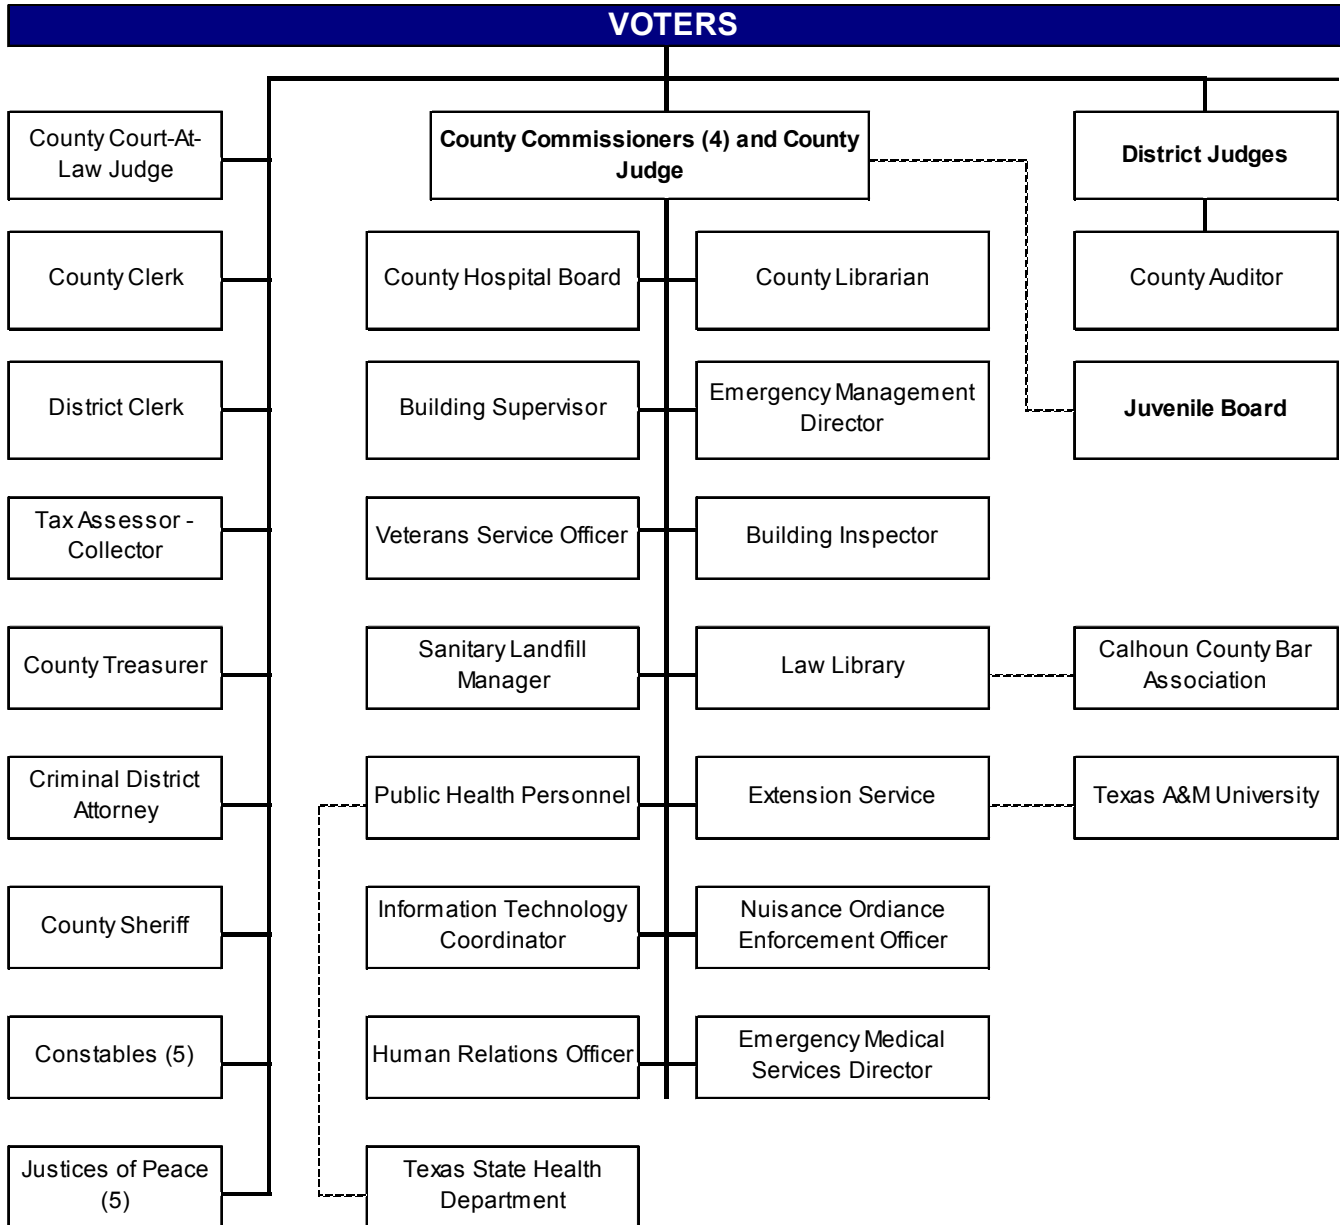 VOTERS
County Court-At-
Law Judge
County Commissioners (4) and County
Judge
District Judges
County Clerk
County Hospital Board
County Librarian
County Auditor
District Clerk
Building Supervisor
Emergency Management
Director
Juvenile Board
Tax Assessor -
Collector
Veterans Service Officer
Building Inspector
County Treasurer
Sanitary Landfill
Manager
Law Library
Calhoun County Bar
Association
Criminal District
Attorney
Public Health Personnel
Extension Service
Texas A&M University
County Sheriff
Information Technology
Coordinator
Nuisance Ordiance
Enforcement Officer
Constables (5)
Human Relations Officer
Emergency Medical
Services Director
Justices of Peace
(5)
Texas State Health
Department